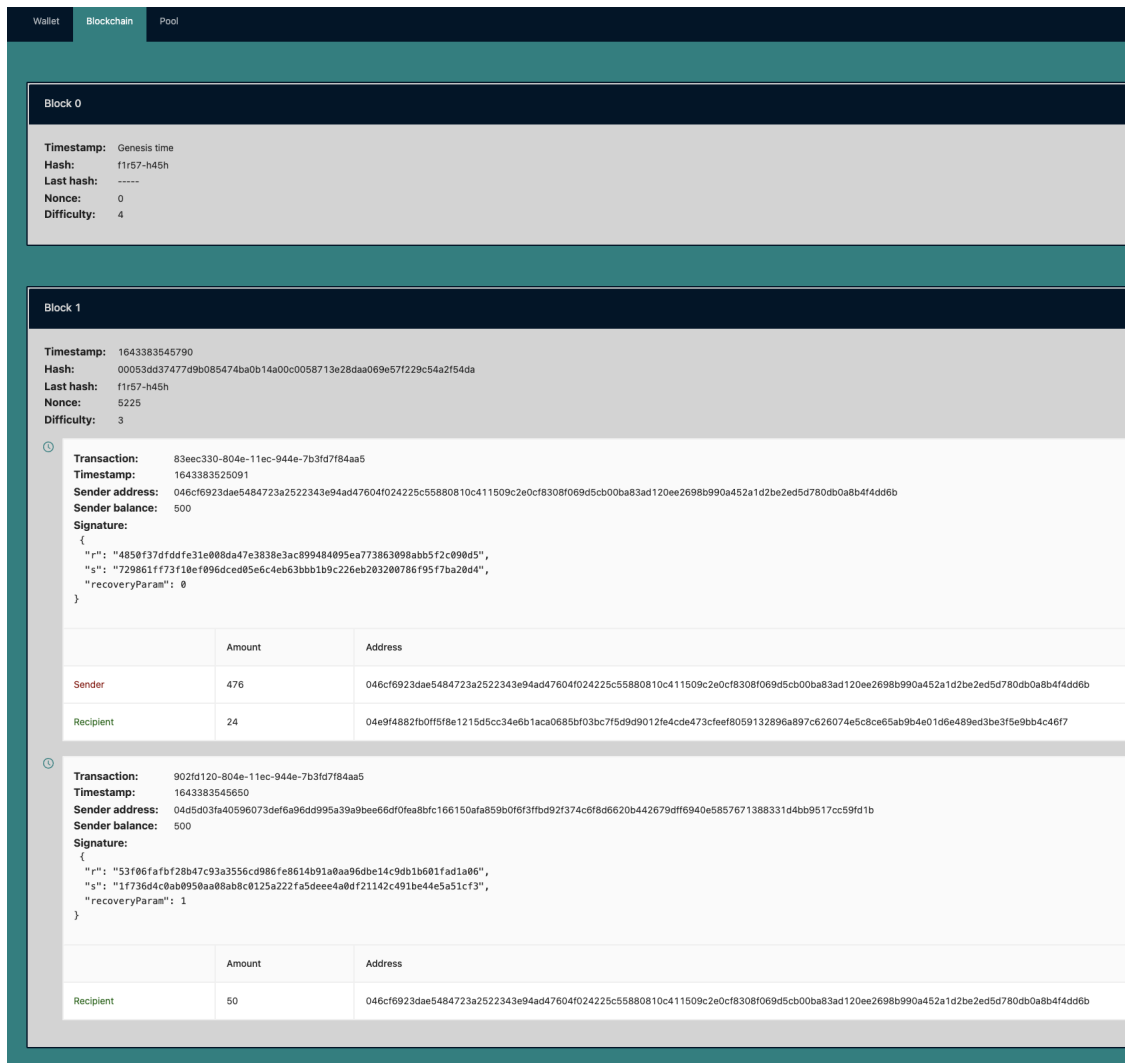 Wallet Blockchain Pool
Block 0
Timestamp: Genesis time
Hash: f1r57-h45h
Last hash: -----
Nonce: 0
Difficulty: 4
Block 1
Timestamp: 1643383545790
Hash: 00053dd37477d9b085474ba0b14a00c0058713e28daa069e57f229c54a2f54da
Last hash: f1r57-h45h
Nonce: 5225
Difficulty: 3
Transaction: 83eec330-804e-11ec-944e-7b3fd7f84aa5
Timestamp: 1643383525091
Sender address: 046cf6923dae5484723a2522343e94ad47604f024225c55880810c411509c2e0cf8308f069d5cb00ba83ad120ee2698b990a452a1d2be2ed5d780db0a8b4f4dd6b
Sender balance: 500
Signature:
{
"r": "4850f37dfddfe31e008da47e3838e3ac899484095ea773863098abb5f2c090d5",
"s": "729861ff73f10ef096dced05e6c4eb63bbb1b9c226eb203200786f95f7ba20d4",
"recoveryParam": 0
}
Amount Address
Sender 476 046cf6923dae5484723a2522343e94ad47604f024225c55880810c411509c2e0cf8308f069d5cb00ba83ad120ee2698b990a452a1d2be2ed5d780db0a8b4f4dd6b
Recipient 24 04e9f4882fb0ff5f8e1215d5cc34e6b1aca0685bf03bc7f5d9d9012fe4cde473cfeef8059132896a897c626074e5c8ce65ab9b4e01d6e489ed3be3f5e9bb4c46f7
Transaction: 902fd120-804e-11ec-944e-7b3fd7f84aa5
Timestamp: 1643383545650
Sender address: 04d5d03fa40596073def6a96dd995a39a9bee66df0fea8bfc166150afa859b0f6f3ffbd92f374c6f8d6620b442679dff6940e5857671388331d4bb9517cc59fd1b
Sender balance: 500
Signature:
{
"r": "53f06fafbf28b47c93a3556cd986fe8614b91a0aa96dbe14c9db1b601fad1a06",
"s": "1f736d4c0ab0950aa08ab8c0125a222fa5deee4a0df21142c491be44e5a51cf3",
"recoveryParam": 1
}
Amount Address
Recipient 50 046cf6923dae5484723a2522343e94ad47604f024225c55880810c411509c2e0cf8308f069d5cb00ba83ad120ee2698b990a452a1d2be2ed5d780db0a8b4f4dd6b